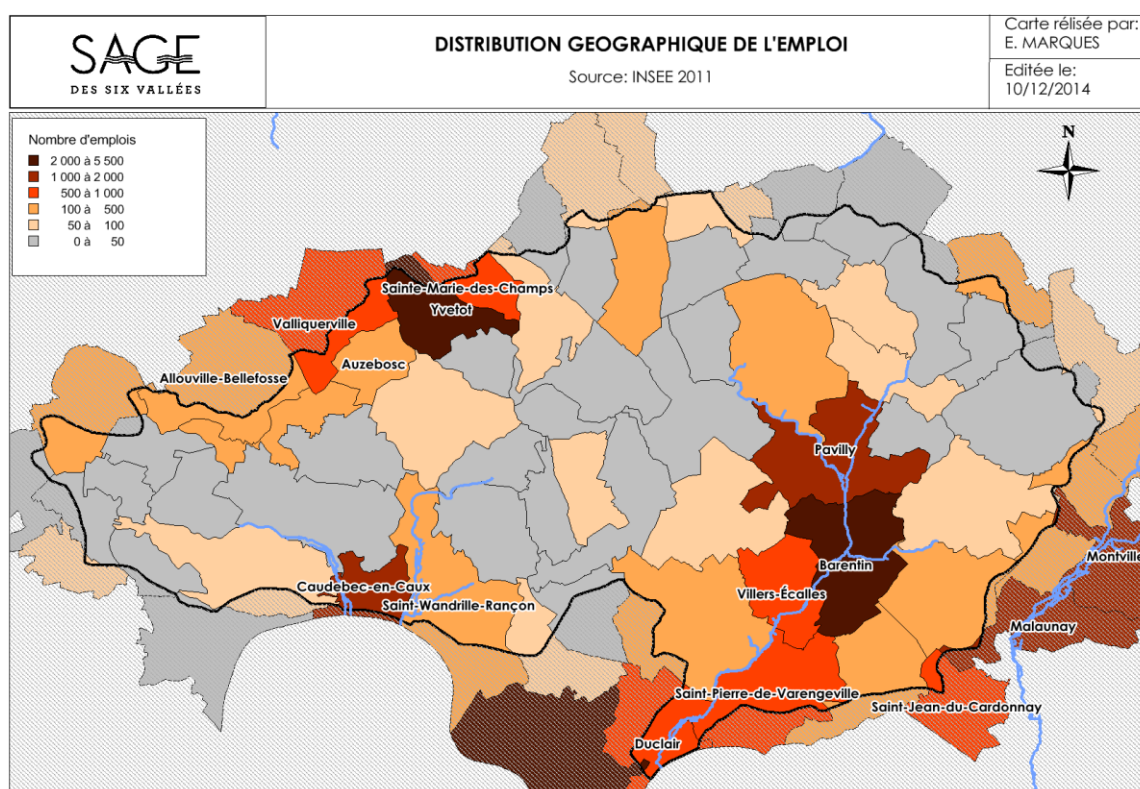 SAGE
DES SIX VALLÉES
DISTRIBUTION GEOGRAPHIQUE DE L'EMPLOI
Source: INSEE 2011
Carte rélisée par:
E. MARQUES
Editée le:
10/12/2014
Nombre d'emplois
2 000 à 5 500
1 000 à 2 000
500 à 1 000
100 à 500
50 à 100
0 à 50
N
Sainte-Marie-des-Champs
Yvetot
Valliquerville
Auzebosc
Allouville-Bellefosse
Pavilly
Montville
Barentin
Caudebec-en-Caux
Villers-Écalles
Saint-Wandrille-Rançon
Malaunay
Saint-Pierre-de-Varengeville
Saint-Jean-du-Cardonnay
Duclair